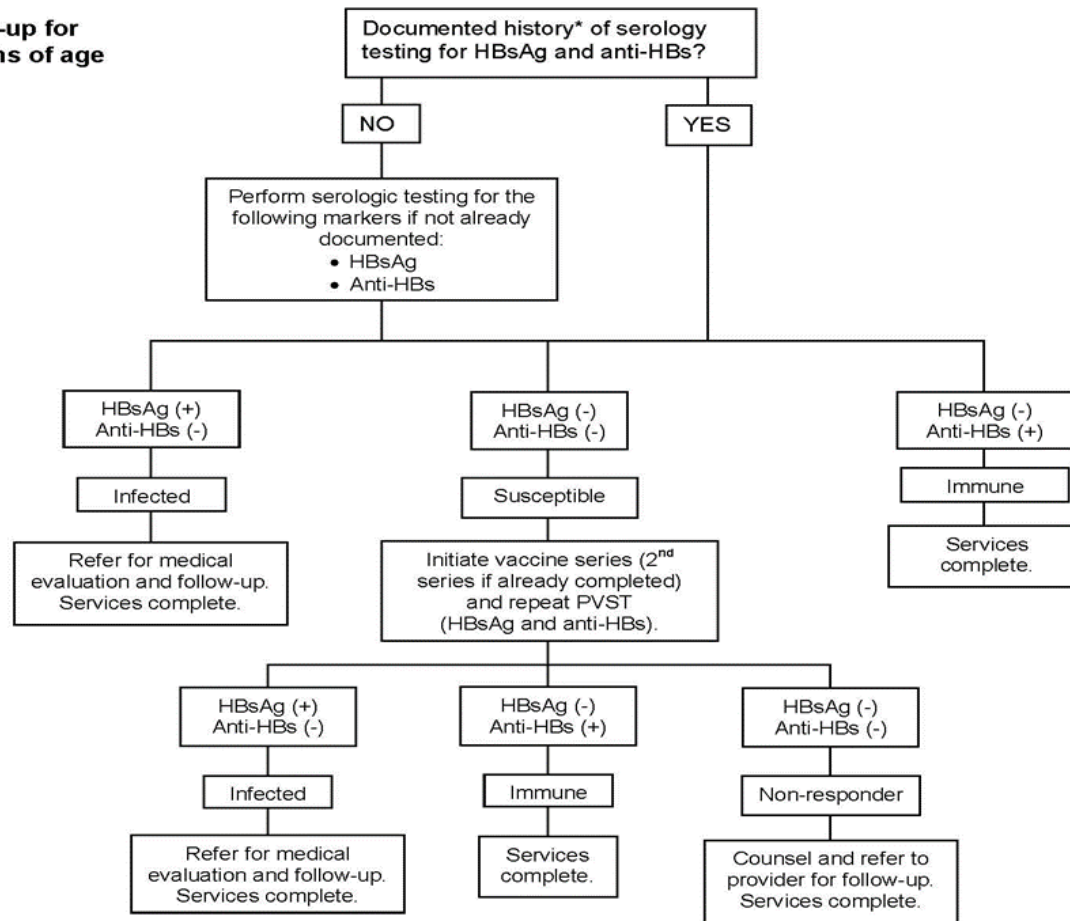 -up for
ns of age
Documented history* of serology
testing for HBsAg and anti-HBs?
NO
YES
Perform serologic testing for the
following markers if not already
documented:
• HBsAg
• Anti-HBs
HBsAg (+)
Anti-HBs (-)
HBsAg (-)
Anti-HBs (-)
HBsAg (-)
Anti-HBs (+)
Infected
Susceptible
Immune
Refer for medical
evaluation and follow-up.
Services complete.
Initiate vaccine series (2nd
series if already completed)
and repeat PVST
(HBsAg and anti-HBs).
Services
complete.
HBsAg (+)
Anti-HBs (-)
HBsAg (-)
Anti-HBs (+)
HBsAg (-)
Anti-HBs (-)
Infected
Immune
Non-responder
Refer for medical
evaluation and follow-up.
Services complete.
Services
complete.
Counsel and refer to
provider for follow-up.
Services complete.